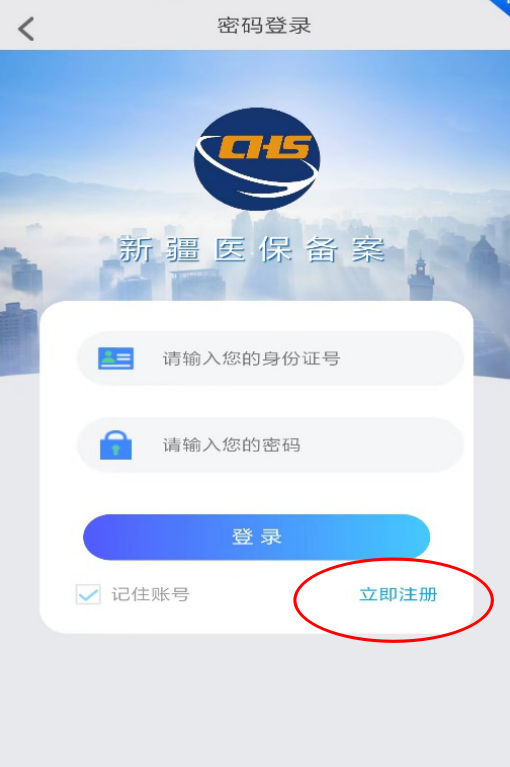 密码登录
CHS
新疆医保备案
请输入您的身份证号
请输入您的密码
登录
记住账号 立即注册